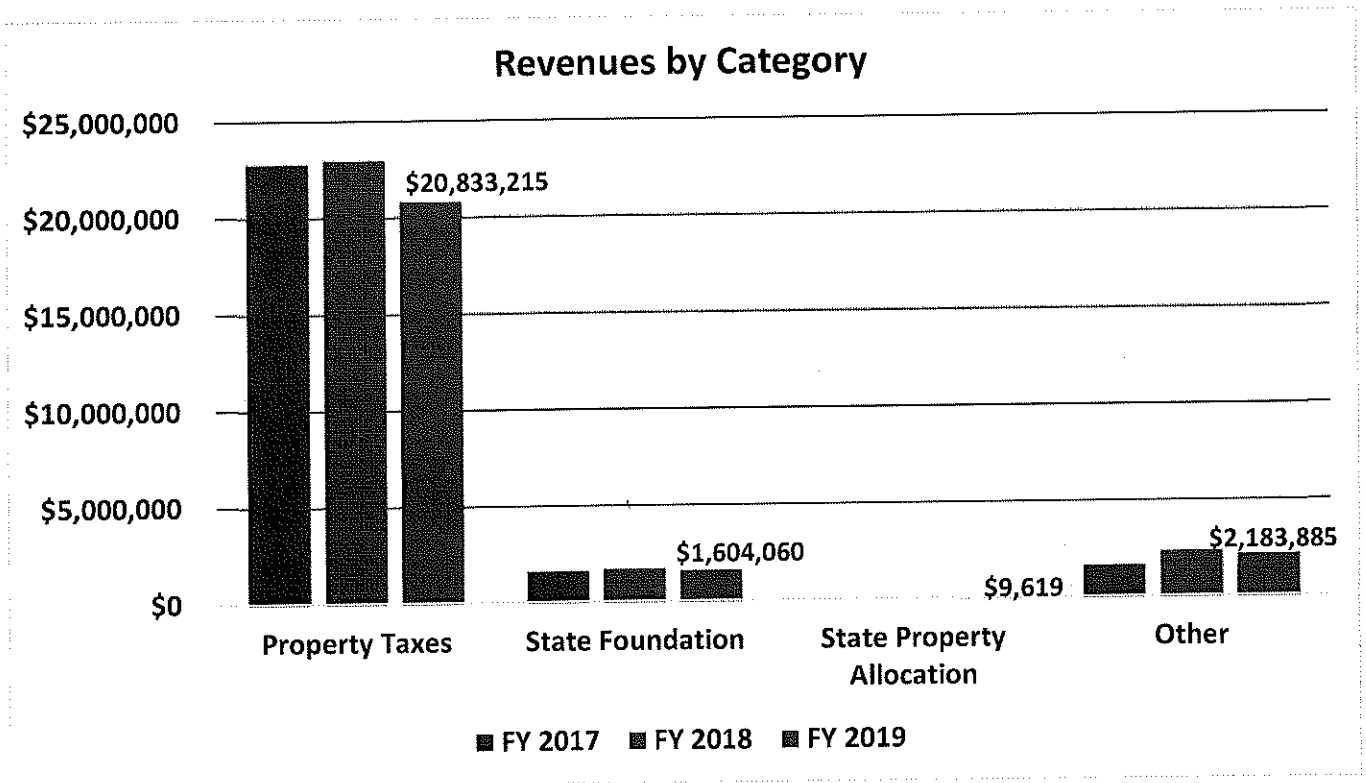 Revenues by Category
$25,000,000
$20,833,215
$20,000,000
$15,000,000
$10,000,000
$5,000,000
$1,604,060
$9,619
$2,183,885
$0
Property Taxes
State Foundation
State Property
Allocation
Other
FY 2017
FY 2018
FY 2019